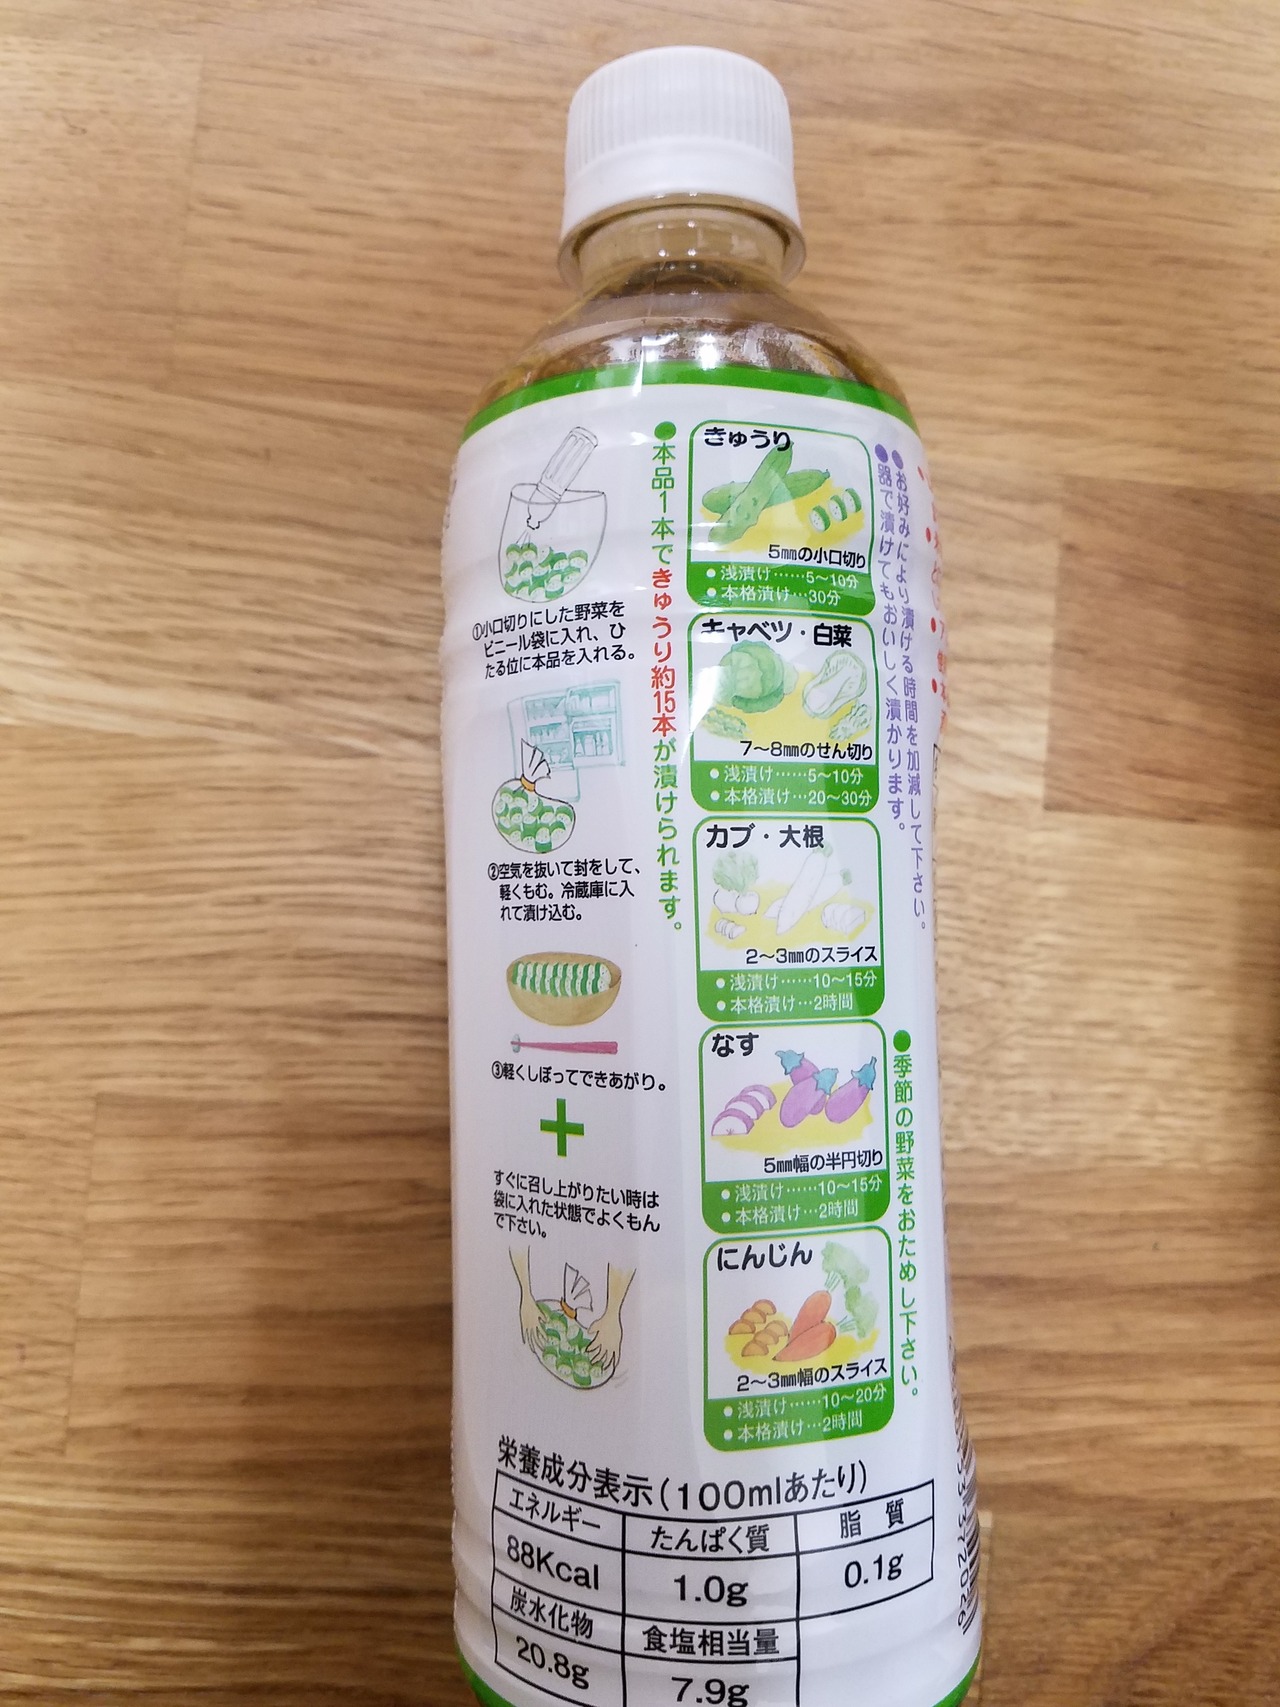 ①小口切りにした野菜を
ビニール袋に入れ、ひ
たる位に本品を入れる。
②空気を抜いて封をして、
軽くもむ。冷蔵庫に入
れて漬け込む。
③軽くしぼってできあがり。
+
すぐに召し上がりたい時は
袋に入れた状態でよくもん
で下さい。
●本品1本できゅうり約15本が漬けられます。
きゅうり
5㎜の小口切り
●浅漬け……5〜10分
●本格漬け…30分
キャベツ・白菜
7〜8㎜のせん切り
●浅漬け……5〜10分
●本格漬け…20〜30分
カブ・大根
2〜3㎜のスライス
●浅漬け……10〜15分
●本格漬け…2時間
なす
5㎜幅の半円切り
●浅漬け……10〜15分
●本格漬け…2時間
にんじん
2〜3㎜幅のスライス
●浅漬け……10〜20分
●本格漬け…2時間
●お好みにより漬ける時間を加減して下さい。
●器で漬けてもおいしく漬かります。
●季節の野菜をおためし下さい。
栄養成分表示(100mlあたり)
エネルギー たんぱく質 脂質
88Kcal 1.0g 0.1g
炭水化物 食塩相当量
20.8g 7.9g